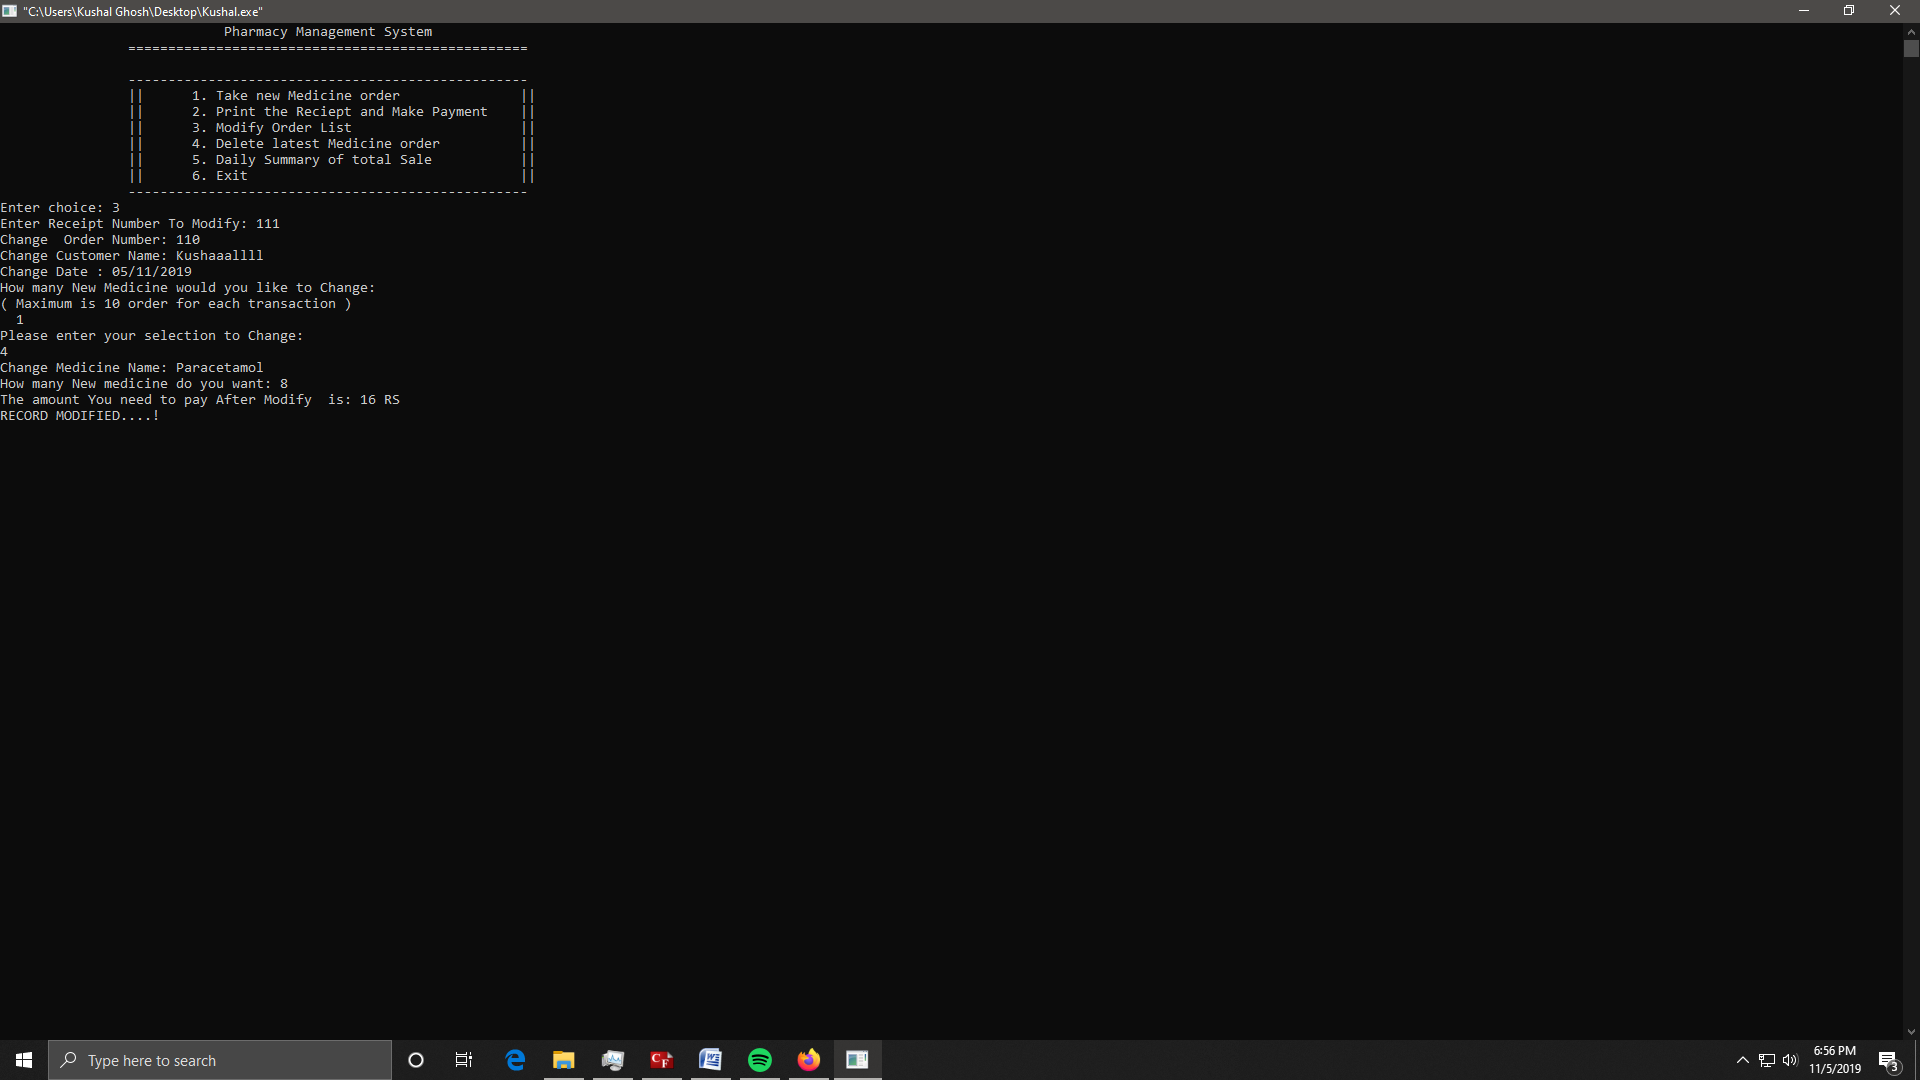 "C:\Users\Kushal Ghosh\Desktop\Kushal.exe"
Pharmacy Management System
==================================================
--------------------------------------------------
|| 1. Take new Medicine order ||
|| 2. Print the Reciept and Make Payment ||
|| 3. Modify Order List ||
|| 4. Delete latest Medicine order ||
|| 5. Daily Summary of total Sale ||
|| 6. Exit ||
--------------------------------------------------
Enter choice: 3
Enter Receipt Number To Modify: 111
Change  Order Number: 110
Change Customer Name: Kushaaallll
Change Date : 05/11/2019
How many New Medicine would you like to Change:
( Maximum is 10 order for each transaction )
1
Please enter your selection to Change:
4
Change Medicine Name: Paracetamol
How many New medicine do you want: 8
The amount You need to pay After Modify  is: 16 RS
RECORD MODIFIED....!
Type here to search
CF
W
6:56 PM
11/5/2019
3